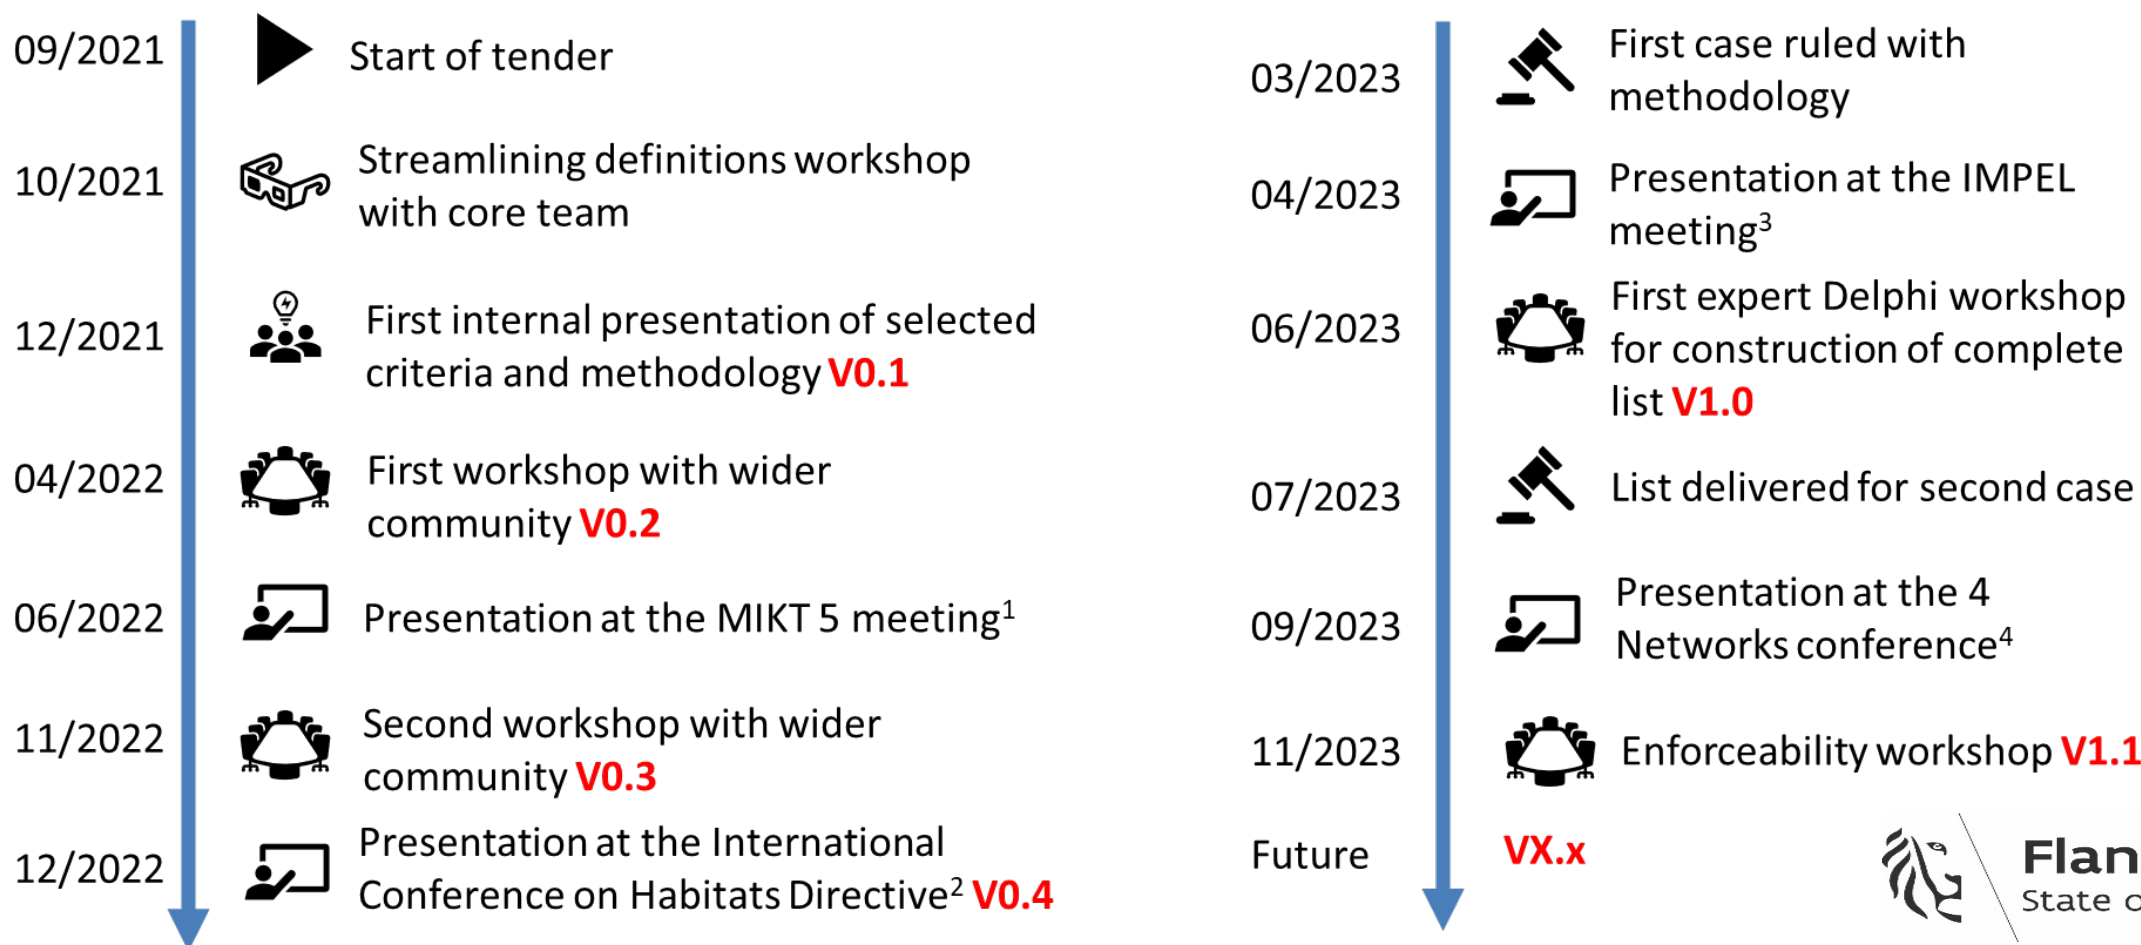 09/2021
Start of tender
10/2021
Streamlining definitions workshop
with core team
12/2021
First internal presentation of selected
criteria and methodology V0.1
04/2022
First workshop with wider
community V0.2
06/2022
Presentation at the MIKT 5 meeting¹
11/2022
Second workshop with wider
community V0.3
12/2022
Presentation at the International
Conference on Habitats Directive² V0.4
03/2023
First case ruled with
methodology
04/2023
Presentation at the IMPEL
meeting³
06/2023
First expert Delphi workshop
for construction of complete
list V1.0
07/2023
List delivered for second case
09/2023
Presentation at the 4
Networks conference⁴
11/2023
Enforceability workshop V1.1
Future
VX.x
Flan
State o